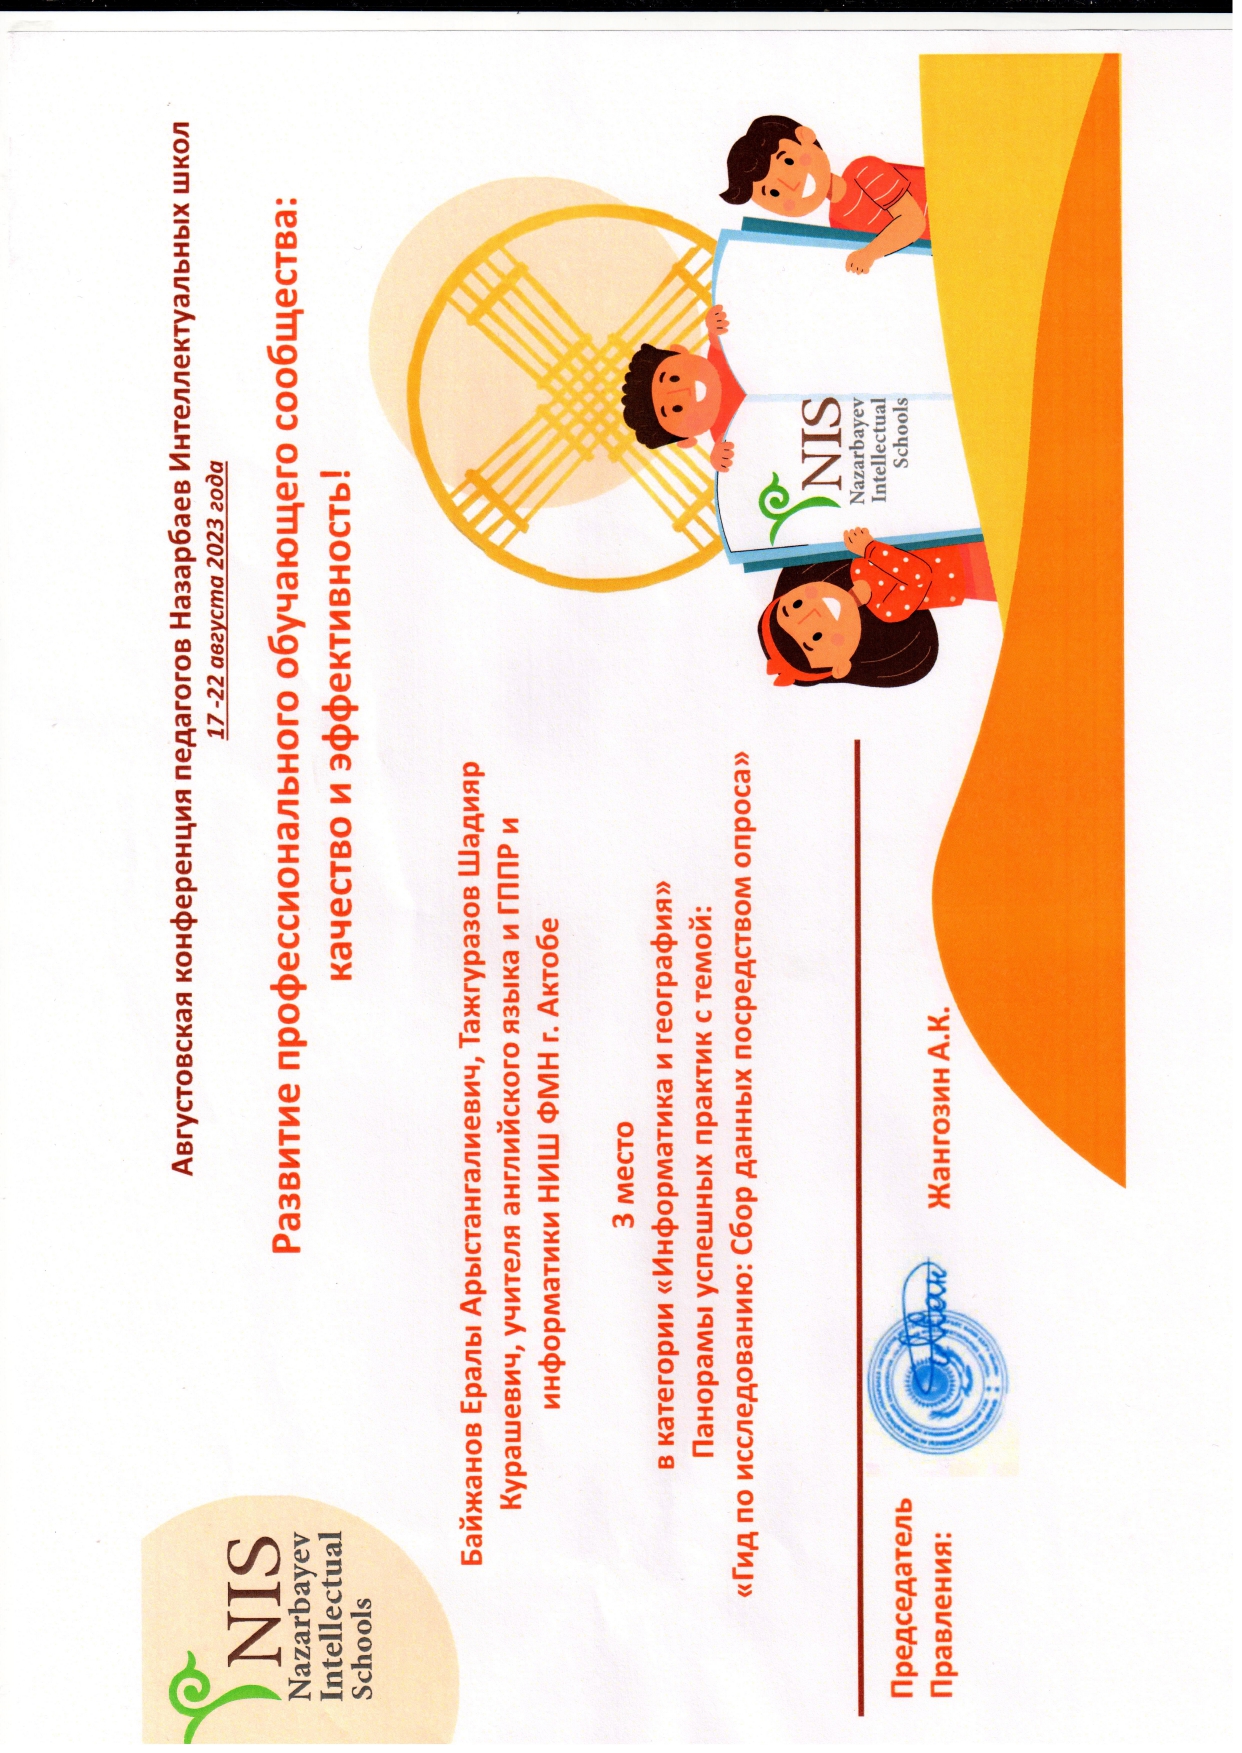 NIS
Nazarbayev
Intellectual
Schools
Августовская конференция педагогов Назарбаев Интеллектуальных школ
17 -22 августа 2023 года
Развитие профессионального обучающего сообщества:
качество и эффективность!
Байжанов Ералы Арыстангалиевич, Тажгуразов Шадияр
Курашевич, учителя английского языка и ГППР и
информатики НИШ ФМН г. Актобе
3 место
в категории «Информатика и география»
Панорамы успешных практик с темой:
«Гид по исследованию: Сбор данных посредством опроса»
NIS
Nazarbayev
Intellectual
Schools
Председатель
Правления:
Жангозин А.К.